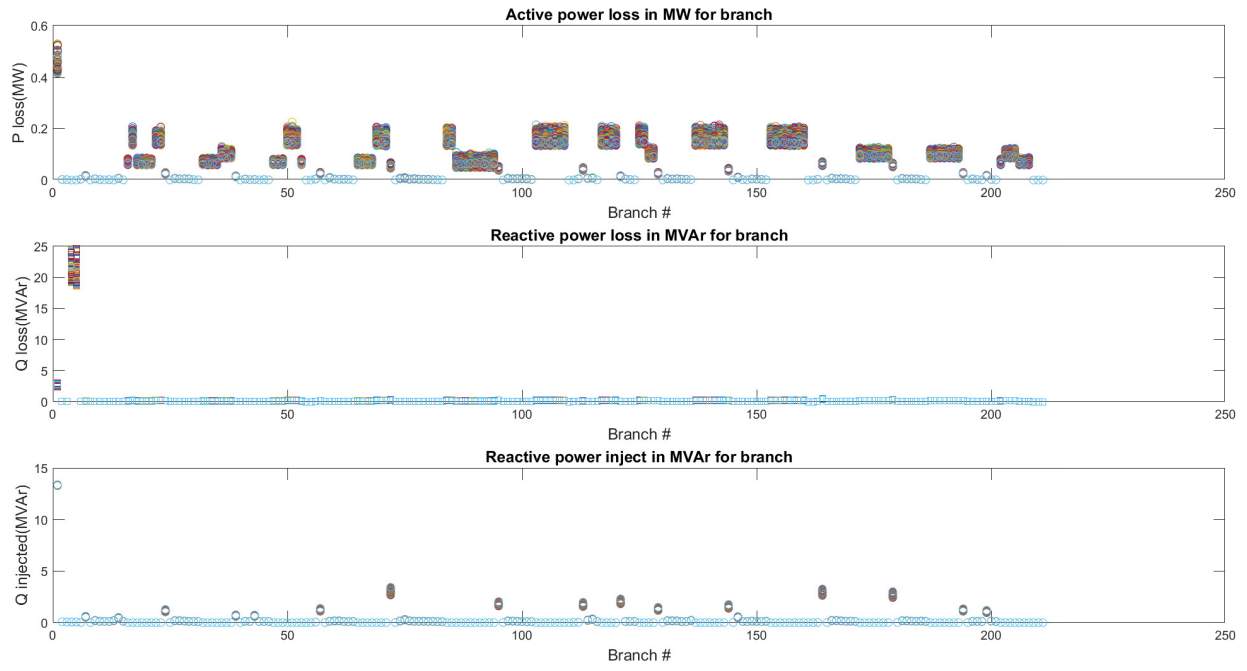 Active power loss in MW for branch
0.6
0.4
0.2
0
P loss(MW)
0 50 100 150 200 250
Branch #
Reactive power loss in MVAr for branch
25
20
15
10
5
0
Q loss(MVAr)
0 50 100 150 200 250
Branch #
Reactive power inject in MVAr for branch
15
10
5
0
Q injected(MVAr)
0 50 100 150 200 250
Branch #